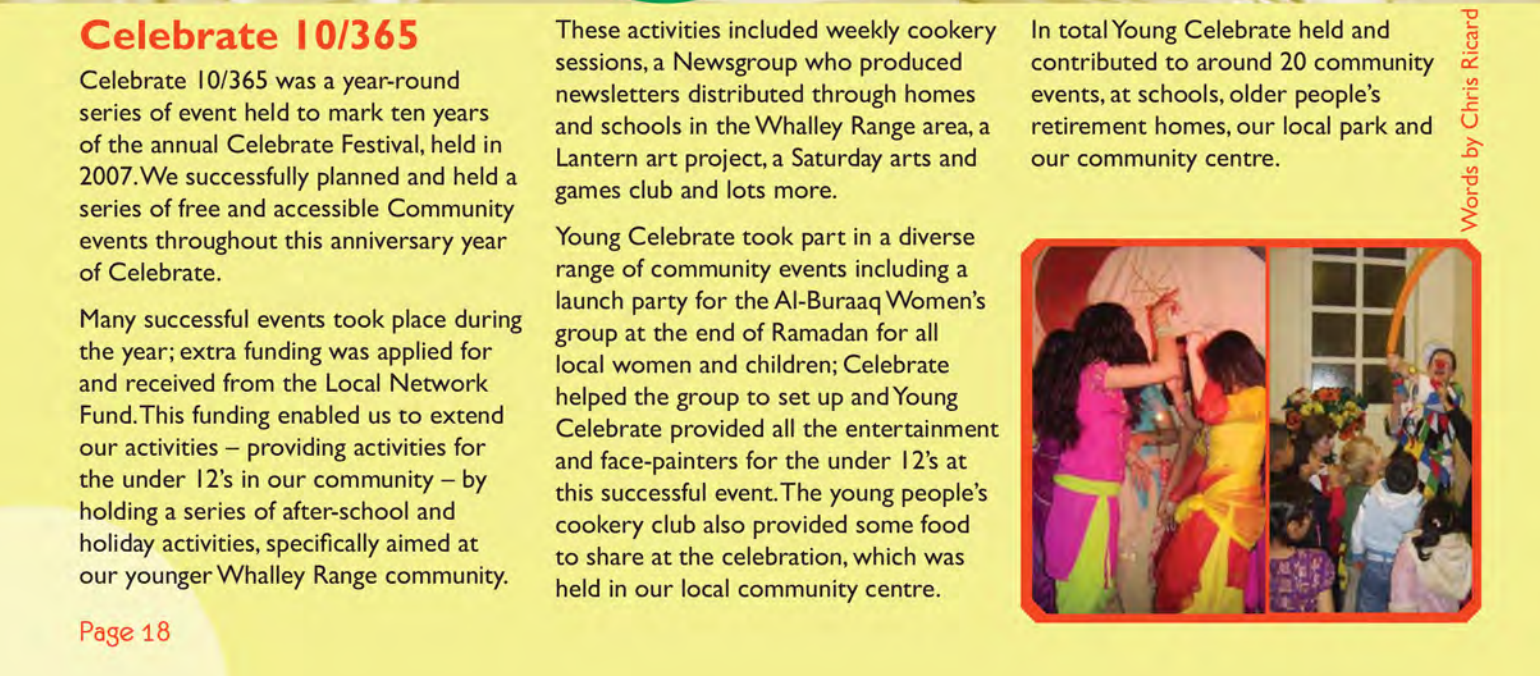 Celebrate 10/365
Celebrate 10/365 was a year-round
series of event held to mark ten years
of the annual Celebrate Festival, held in
2007. We successfully planned and held a
series of free and accessible Community
events throughout this anniversary year
of Celebrate.
Many successful events took place during
the year; extra funding was applied for
and received from the Local Network
Fund. This funding enabled us to extend
our activities – providing activities for
the under 12's in our community – by
holding a series of after-school and
holiday activities, specifically aimed at
our younger Whalley Range community.
These activities included weekly cookery
sessions, a Newsgroup who produced
newsletters distributed through homes
and schools in the Whalley Range area, a
Lantern art project, a Saturday arts and
games club and lots more.
Young Celebrate took part in a diverse
range of community events including a
launch party for the Al-Buraaq Women's
group at the end of Ramadan for all
local women and children; Celebrate
helped the group to set up and Young
Celebrate provided all the entertainment
and face-painters for the under 12's at
this successful event. The young people's
cookery club also provided some food
to share at the celebration, which was
held in our local community centre.
In total Young Celebrate held and
contributed to around 20 community
events, at schools, older people's
retirement homes, our local park and
our community centre.
Words by Chris Ricard
Page 18